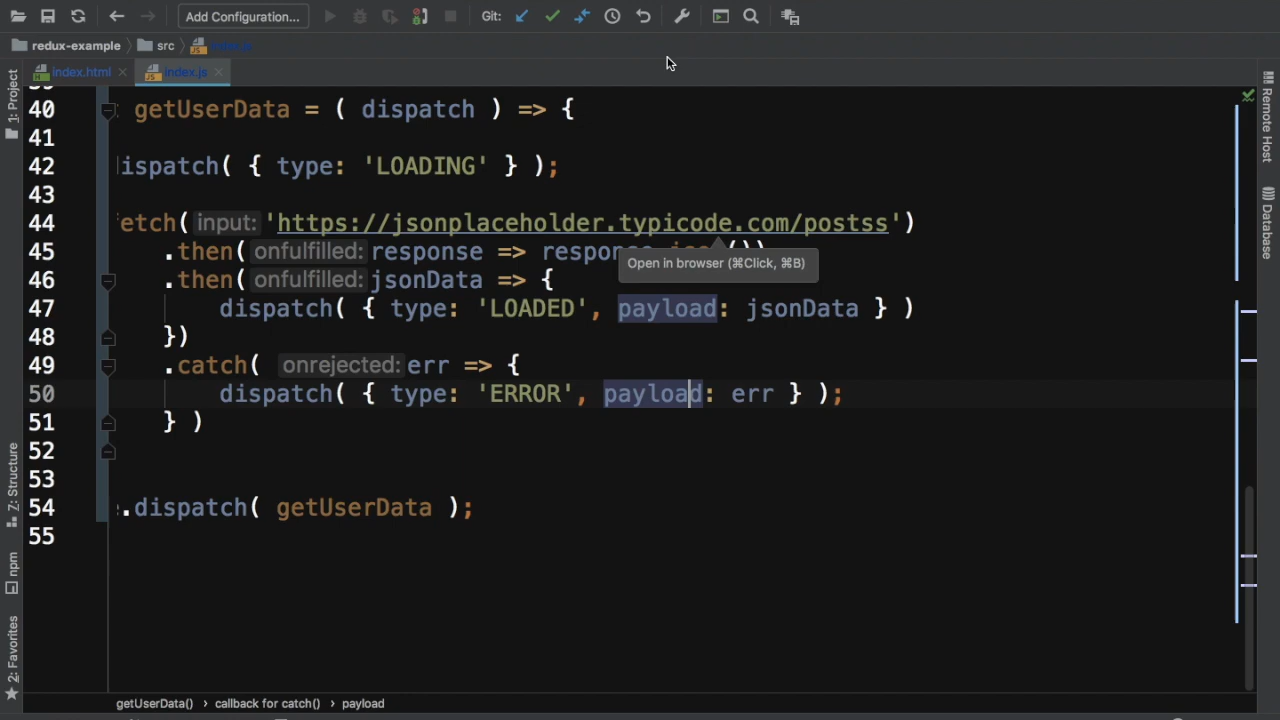 Add Configuration...
Git:
redux-example
src
index.js
index.html
index.js
1: Project
Remote Host
Database
Z: Structure
npm
2: Favorites
40 getUserData = ( dispatch ) => {
41
42 ispatch( { type: 'LOADING' } );
43
44 etch( input: 'https://jsonplaceholder.typicode.com/postss')
45 .then( onfulfilled: response => ())
Open in browser (⌘Click, ⌘B)
46 .then( onfulfilled: jsonData => {
47 dispatch( { type: 'LOADED', payload: jsonData } )
48 })
49 .catch( onrejected: err => {
50 dispatch( { type: 'ERROR', payload: err } );
51 } )
52
53
54 .dispatch( getUserData );
55
getUserData() › callback for catch() › payload